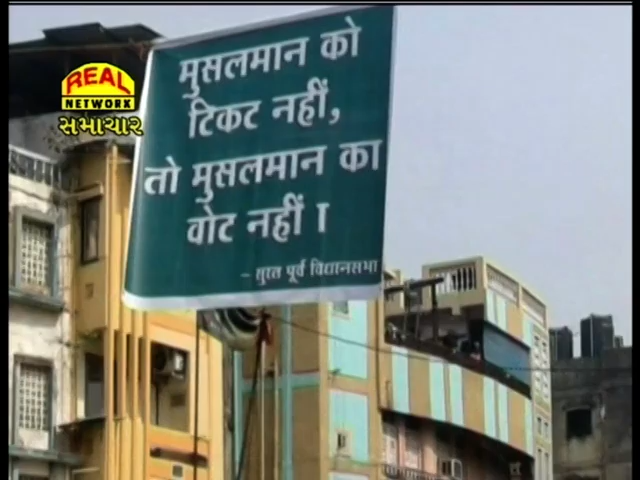 REAL
NETWORK
સમાચાર
मुसलमान को
टिकट नहीं,
तो मुसलमान का
वोट नहीं I
- सुरत पूर्व विधानसभा